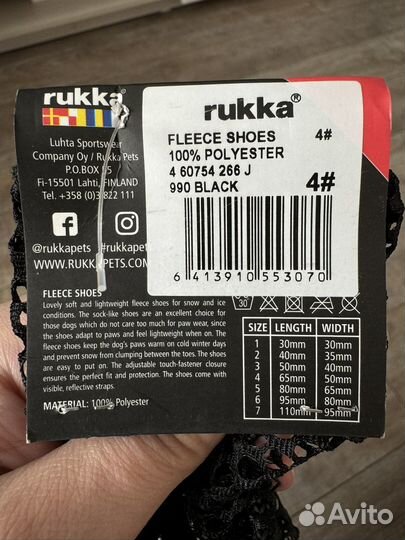 rukka
Luhta Sportswear
Company Oy / Rukka Pets
P.O.BOX
Fi-15501 Lahti, FINLAND
Tel. +358 (0)3 822 111
@rukkapets
#rukkapets
WWW.RUKKAPETS.COM
rukka®
FLEECE SHOES 4#
100% POLYESTER
4 60754 266 J
990 BLACK 4#
6 413910 553070
30
FLEECE SHOES
Lovely soft and lightweight fleece shoes for snow and ice
conditions. The sock-like shoes are an excellent choice for
those dogs which do not care too much for paw wear, since
the shoes adapt to paws and feel lightweight when on. The
fleece shoes keep the dog's paws warm on cold winter days
and prevent snow from clumping between the toes. The shoes
are easy to put on. The adjustable touch-fastener closure
ensures the perfect fit and protection. The shoes come with
visible, reflective straps.
MATERIAL: 100% Polyester
SIZE LENGTH WIDTH
1 30mm 30mm
2 40mm 35mm
3 50mm 40mm
4 65mm 50mm
5 80mm 65mm
6 95mm 80mm
7 110mm 95mm
Avito